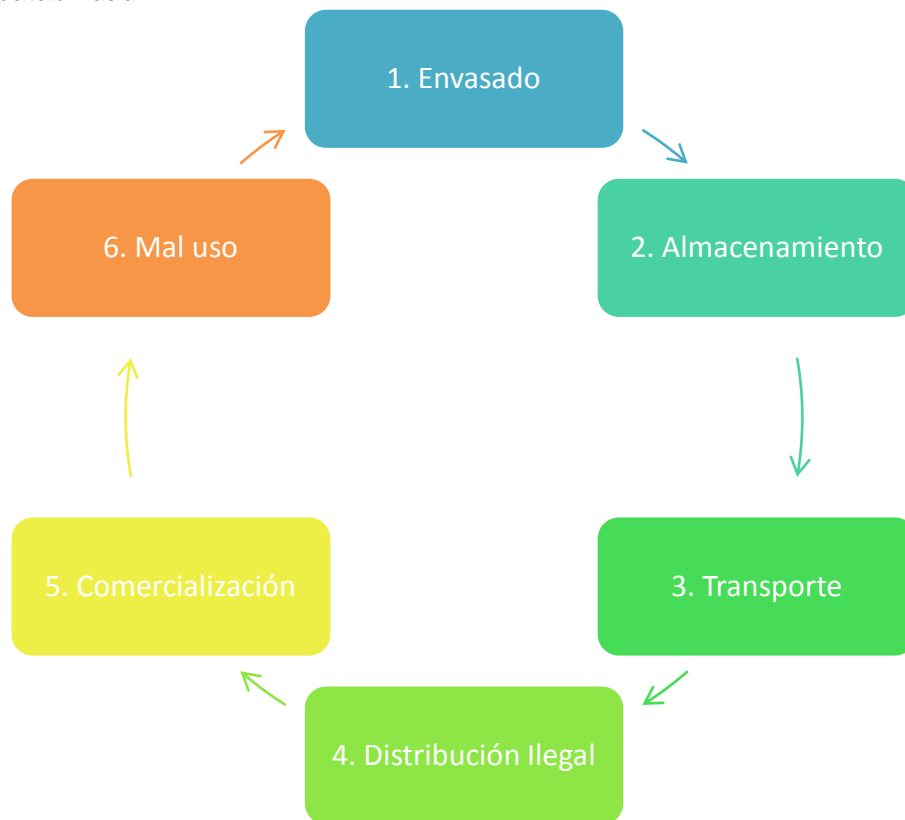 1. Envasado
2. Almacenamiento
3. Transporte
4. Distribución Ilegal
5. Comercialización
6. Mal uso